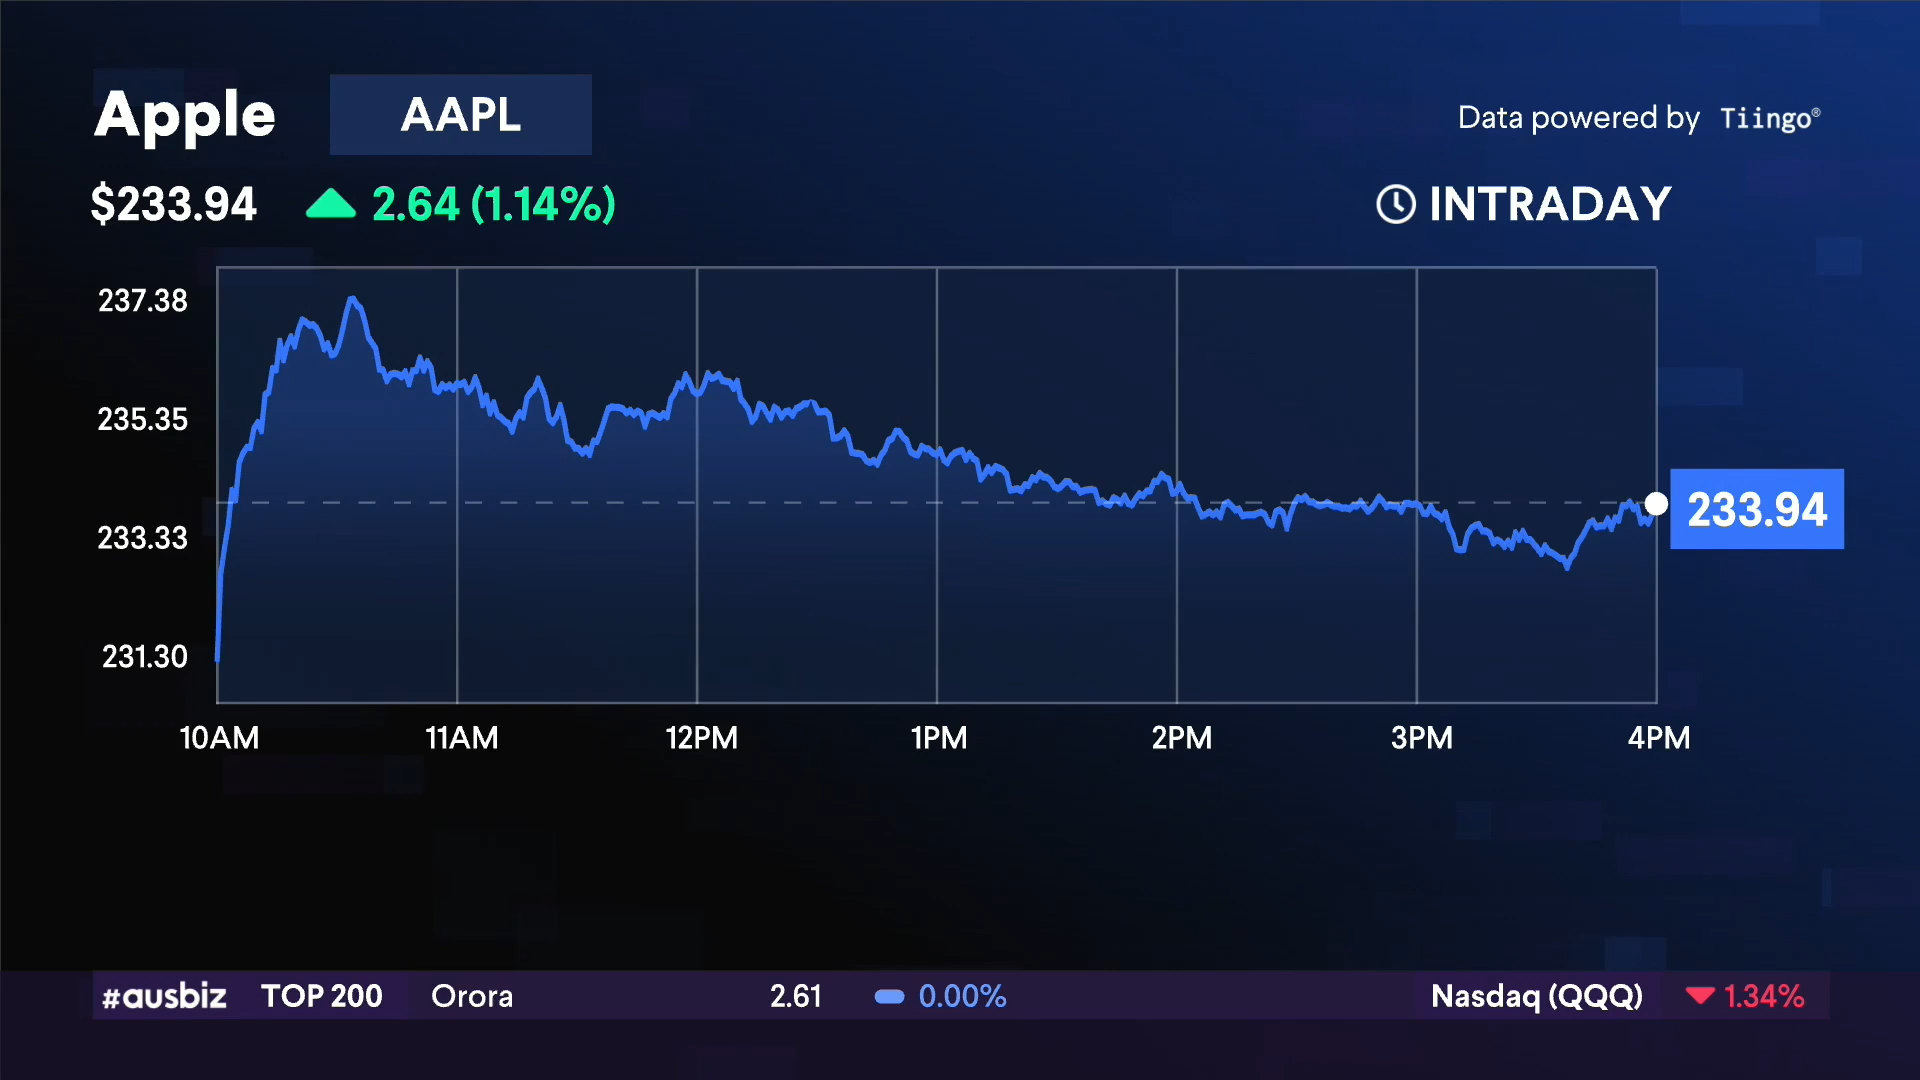 Apple AAPL
Data powered by Tiingo®
$233.94 2.64 (1.14%)
INTRADAY
237.38
235.35
233.33
231.30
233.94
10AM 11AM 12PM 1PM 2PM 3PM 4PM
#ausbiz TOP 200 Orora 2.61 0.00% Nasdaq (QQQ) 1.34%